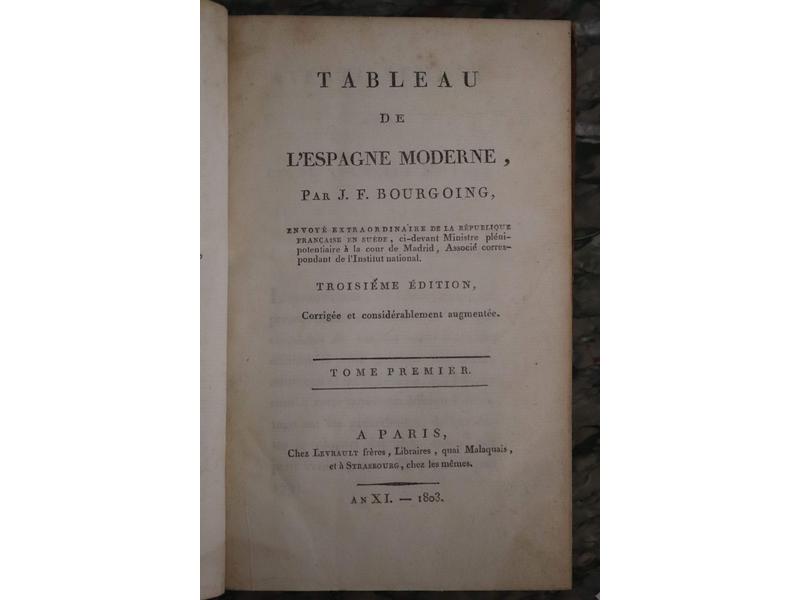 TABLEAU
DE
L'ESPAGNE MODERNE,
PAR J. F. BOURGOING,
ENVOYÉ EXTRAORDINAIRE DE LA RÉPUBLIQUE
FRANÇAISE EN SUÈDE, ci-devant Ministre pléni-
potentiaire à la cour de Madrid, Associé corres-
pondant de l'Institut national.
TROISIÉME ÉDITION,
Corrigée et considérablement augmentée.
TOME PREMIER.
A PARIS,
Chez LEVRAULT frères, Libraires, quai Malaquais,
et à STRASBOURG, chez les mêmes.
AN XI. — 1803.